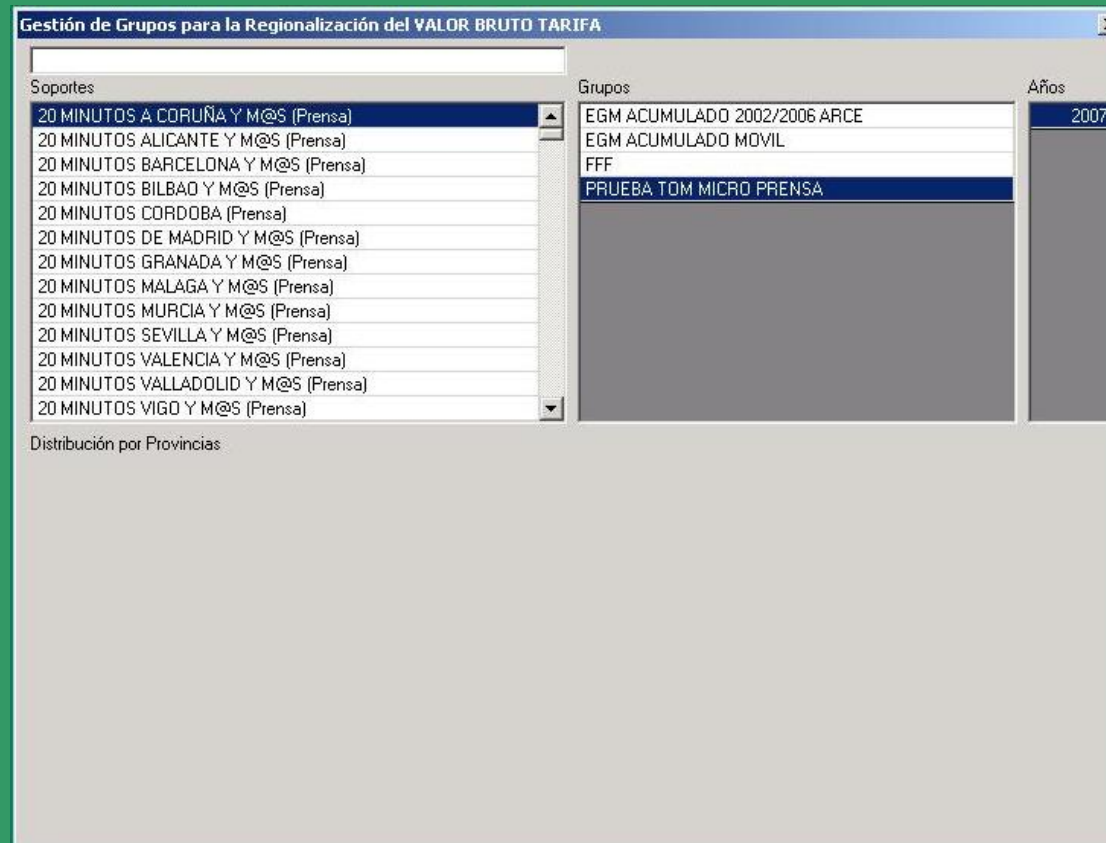 Gestión de Grupos para la Regionalización del VALOR BRUTO TARIFA
Soportes
20 MINUTOS A CORUÑA Y M@S (Prensa)
20 MINUTOS ALICANTE Y M@S (Prensa)
20 MINUTOS BARCELONA Y M@S (Prensa)
20 MINUTOS BILBAO Y M@S (Prensa)
20 MINUTOS CORDOBA (Prensa)
20 MINUTOS DE MADRID Y M@S (Prensa)
20 MINUTOS GRANADA Y M@S (Prensa)
20 MINUTOS MALAGA Y M@S (Prensa)
20 MINUTOS MURCIA Y M@S (Prensa)
20 MINUTOS SEVILLA Y M@S (Prensa)
20 MINUTOS VALENCIA Y M@S (Prensa)
20 MINUTOS VALLADOLID Y M@S (Prensa)
20 MINUTOS VIGO Y M@S (Prensa)
Grupos
EGM ACUMULADO 2002/2006 ARCE
EGM ACUMULADO MOVIL
FFF
PRUEBA TOM MICRO PRENSA
Años
2007
Distribución por Provincias